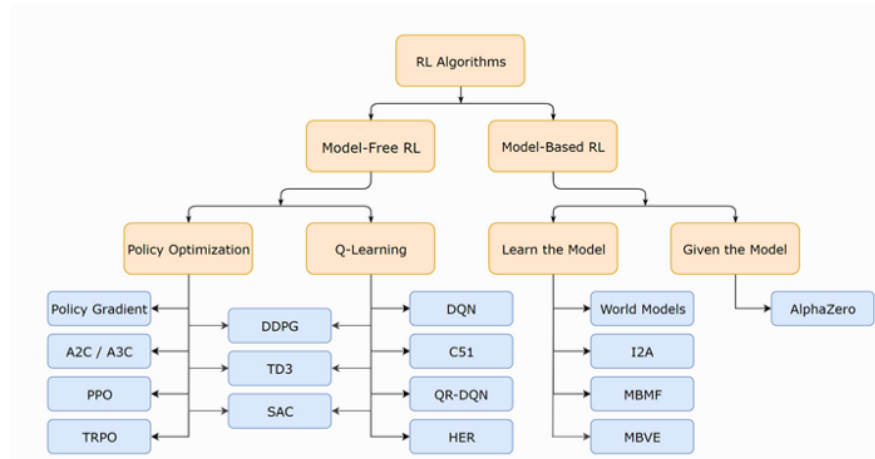 RL Algorithms
Model-Free RL
Model-Based RL
Policy Optimization
Q-Learning
Learn the Model
Given the Model
Policy Gradient
DDPG
DQN
World Models
AlphaZero
A2C / A3C
TD3
C51
I2A
PPO
SAC
QR-DQN
MBMF
TRPO
HER
MBVE